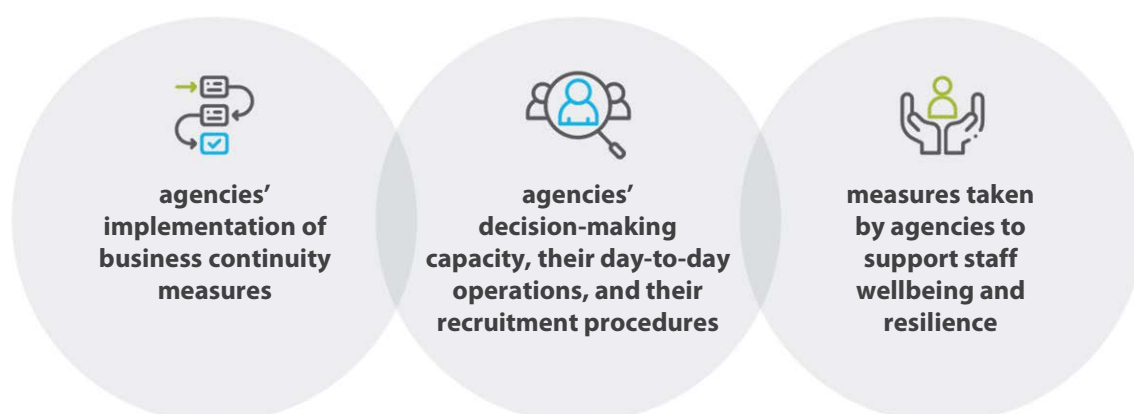 agencies’
implementation of
business continuity
measures
agencies’
decision-making
capacity, their day-to-day
operations, and their
recruitment procedures
measures taken
by agencies to
support staff
wellbeing and
resilience